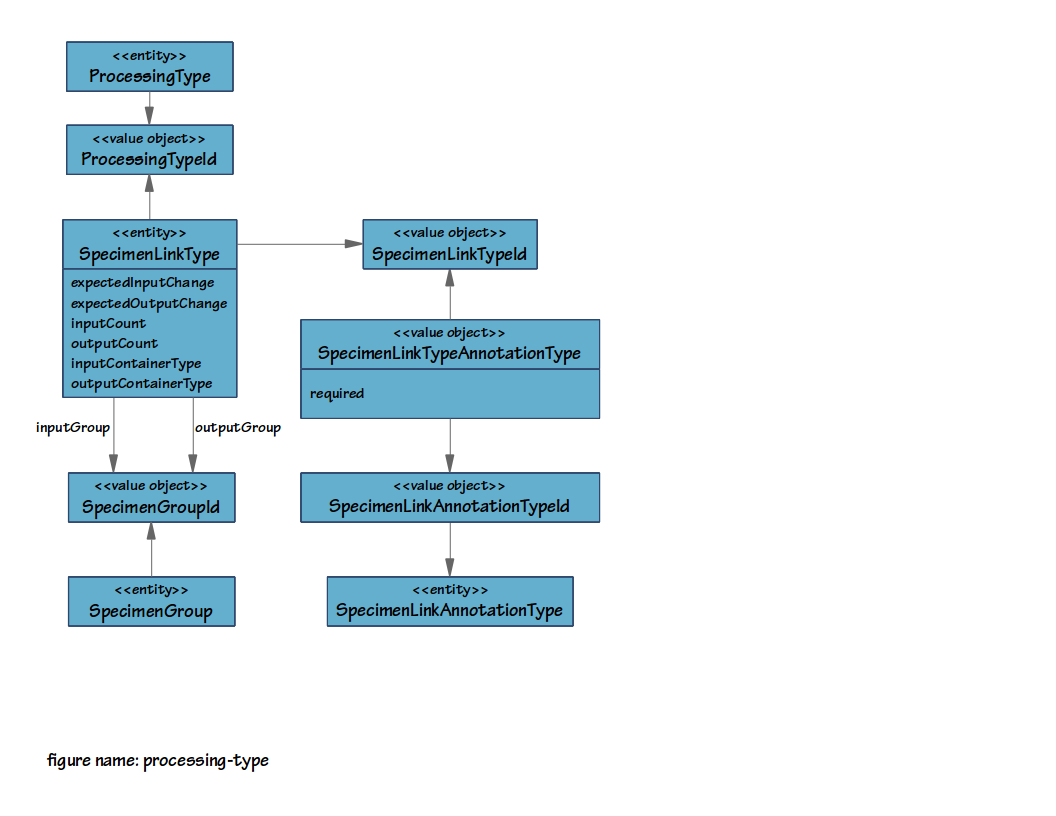 <<entity>>
ProcessingType
<<value object>>
ProcessingTypeId
<<entity>>
SpecimenLinkType
expectedInputChange
expectedOutputChange
inputCount
outputCount
inputContainerType
outputContainerType
<<value object>>
SpecimenLinkTypeId
<<value object>>
SpecimenLinkTypeAnnotationType
required
inputGroup
outputGroup
<<value object>>
SpecimenGroupId
<<value object>>
SpecimenLinkAnnotationTypeId
<<entity>>
SpecimenGroup
<<entity>>
SpecimenLinkAnnotationType
figure name: processing-type